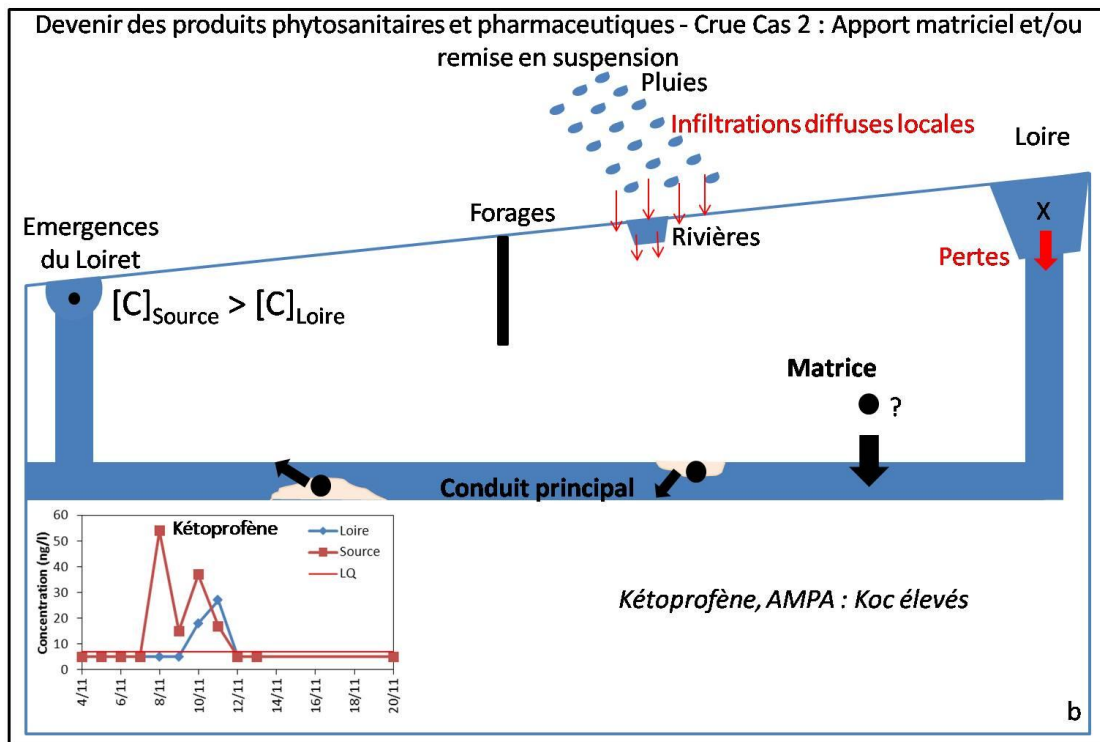 Devenir des produits phytosanitaires et pharmaceutiques - Crue Cas 2 : Apport matriciel et/ou
remise en suspension
Pluies
Infiltrations diffuses locales
Loire
X
Emergences
du Loiret
Forages
Rivières
Pertes
[C]Source > [C]Loire
Matrice
?
Conduit principal
Kétoprofène
Loire
Source
LQ
Concentration (ng/l)
60
50
40
30
20
10
0
4/11
6/11
8/11
10/11
12/11
14/11
16/11
18/11
20/11
Kétoprofène, AMPA : Koc élevés
b